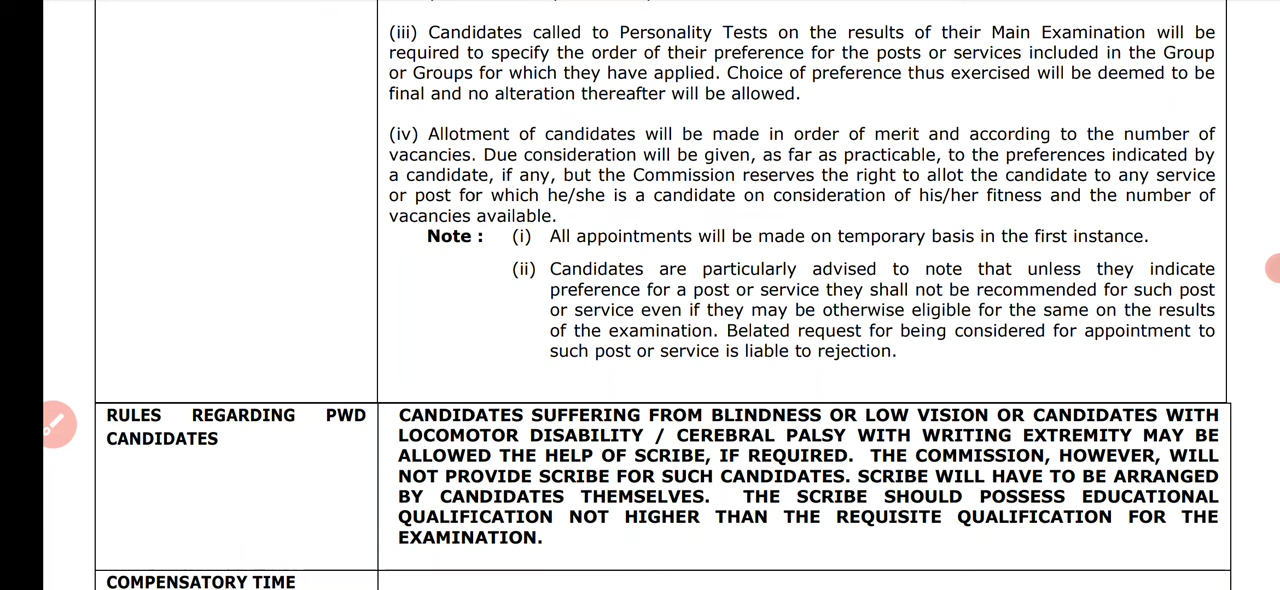 (iii) Candidates called to Personality Tests on the results of their Main Examination will be
required to specify the order of their preference for the posts or services included in the Group
or Groups for which they have applied. Choice of preference thus exercised will be deemed to be
final and no alteration thereafter will be allowed.
(iv) Allotment of candidates will be made in order of merit and according to the number of
vacancies. Due consideration will be given, as far as practicable, to the preferences indicated by
a candidate, if any, but the Commission reserves the right to allot the candidate to any service
or post for which he/she is a candidate on consideration of his/her fitness and the number of
vacancies available.
Note : (i) All appointments will be made on temporary basis in the first instance.
(ii) Candidates are particularly advised to note that unless they indicate
preference for a post or service they shall not be recommended for such post
or service even if they may be otherwise eligible for the same on the results
of the examination. Belated request for being considered for appointment to
such post or service is liable to rejection.
RULES REGARDING PWD
CANDIDATES
CANDIDATES SUFFERING FROM BLINDNESS OR LOW VISION OR CANDIDATES WITH
LOCOMOTOR DISABILITY / CEREBRAL PALSY WITH WRITING EXTREMITY MAY BE
ALLOWED THE HELP OF SCRIBE, IF REQUIRED. THE COMMISSION, HOWEVER, WILL
NOT PROVIDE SCRIBE FOR SUCH CANDIDATES. SCRIBE WILL HAVE TO BE ARRANGED
BY CANDIDATES THEMSELVES. THE SCRIBE SHOULD POSSESS EDUCATIONAL
QUALIFICATION NOT HIGHER THAN THE REQUISITE QUALIFICATION FOR THE
EXAMINATION.
COMPENSATORY TIME